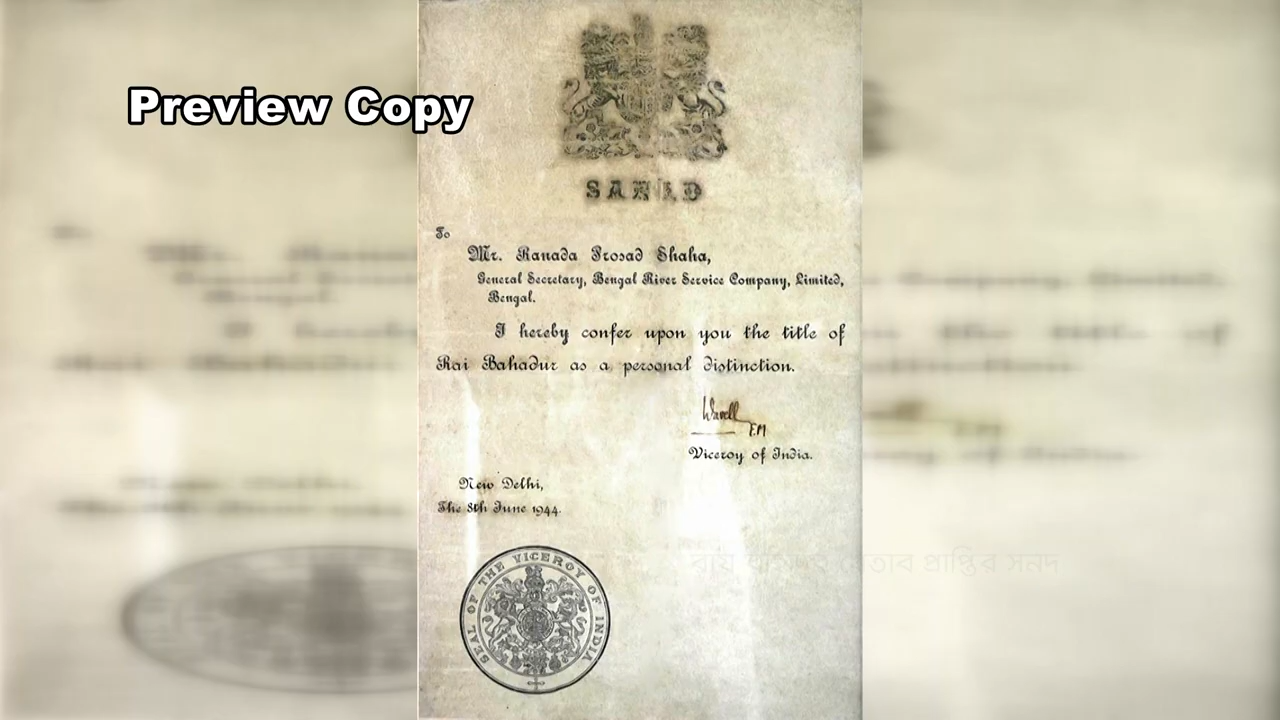 Preview Copy
SANAD
To
Mr. Ranada Prosad Shaha,
General Secretary, Bengal River Service Company, Limited,
Bengal.
I hereby confer upon you the title of
Rai Bahadur as a personal distinction.
Wavell
F.M
Viceroy of India.
New Delhi,
The 8th June 1944.
রায় বাহাদুর খেতাব প্রাপ্তির সনদ
SEAL OF THE VICEROY OF INDIA